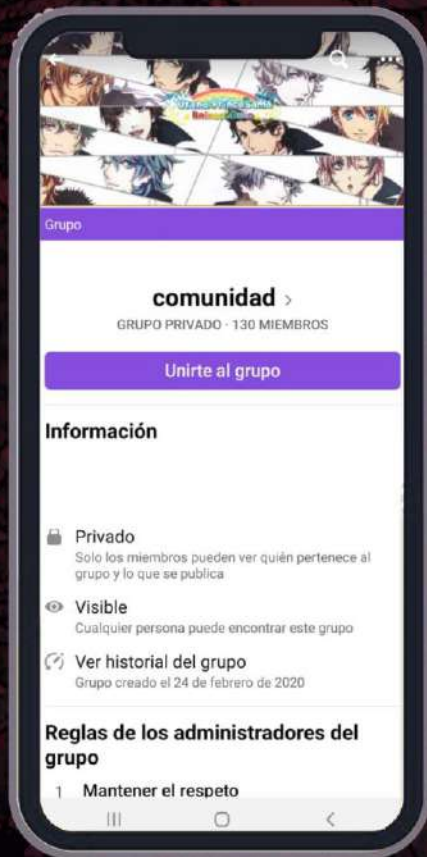 Grupo
comunidad >
GRUPO PRIVADO · 130 MIEMBROS
Unirte al grupo
Información
Privado
Solo los miembros pueden ver quién pertenece al
grupo y lo que se publica
Visible
Cualquier persona puede encontrar este grupo
Ver historial del grupo
Grupo creado el 24 de febrero de 2020
Reglas de los administradores del
grupo
1 Mantener el respeto